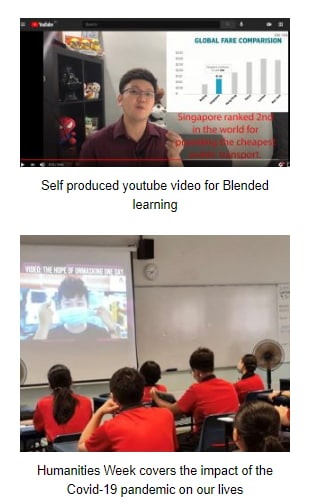 YouTube
Search
GLOBAL FARE COMPARISION
Singapore ranked 2nd
in the world for
the cheapest
transport.
Self produced youtube video for Blended
learning
VIDEO: THE HOPE OF UNMASKING ONE DAY
Humanities Week covers the impact of the
Covid-19 pandemic on our lives